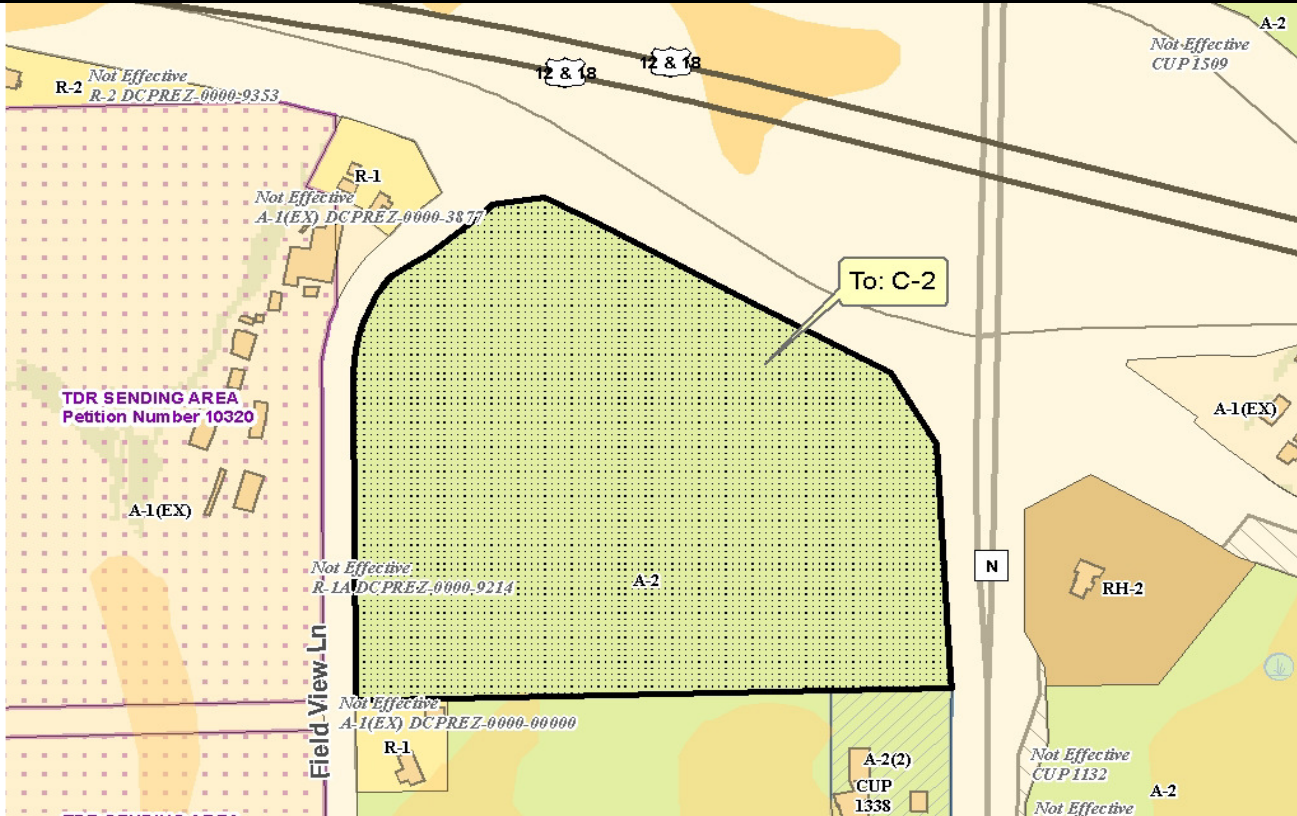 A-2
Not Effective
CUP 1509
12 & 18
12 & 18
Not Effective
R-2
R-2 DCPREZ-0000-9353
R-1
Not Effective
A-1(EX) DCPREZ-0000-3877
To: C-2
TDR SENDING AREA
Petition Number 10320
A-1(EX)
A-1(EX)
Not Effective
R-1A DCPREZ-0000-9214
A-2
N
RH-2
Field View Ln
Not Effective
A-1(EX) DCPREZ-0000-00000
R-1
A-2(2)
CUP
1338
Not Effective
CUP 1132
A-2
Not Effective
TDR SENDING AREA